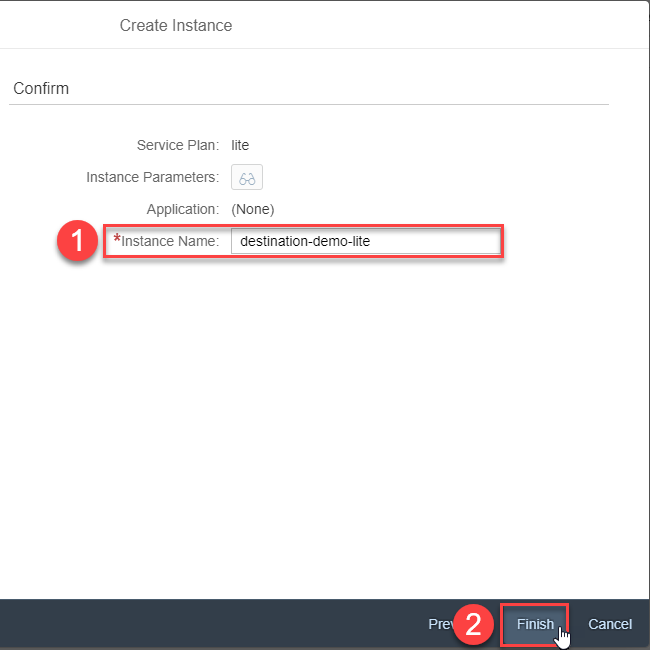 Create Instance
Confirm
Service Plan: lite
Instance Parameters:
Application: (None)
1 *Instance Name: destination-demo-lite
2 Finish Cancel